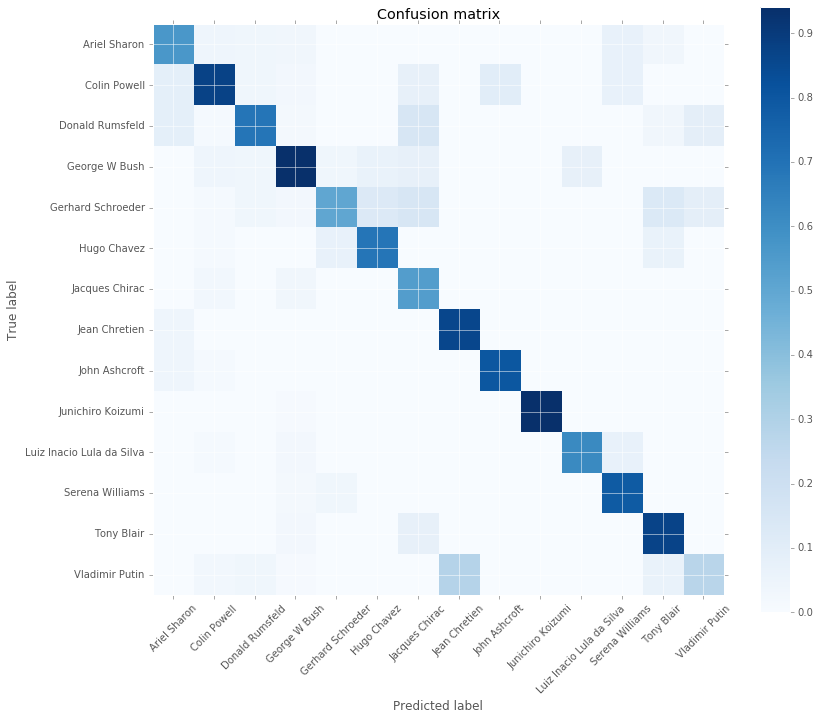 Confusion matrix
True label
Ariel Sharon
Colin Powell
Donald Rumsfeld
George W Bush
Gerhard Schroeder
Hugo Chavez
Jacques Chirac
Jean Chretien
John Ashcroft
Junichiro Koizumi
Luiz Inacio Lula da Silva
Serena Williams
Tony Blair
Vladimir Putin
Ariel Sharon
Colin Powell
Donald Rumsfeld
George W Bush
Gerhard Schroeder
Hugo Chavez
Jacques Chirac
Jean Chretien
John Ashcroft
Junichiro Koizumi
Luiz Inacio Lula da Silva
Serena Williams
Tony Blair
Vladimir Putin
Predicted label
0.9
0.8
0.7
0.6
0.5
0.4
0.3
0.2
0.1
0.0